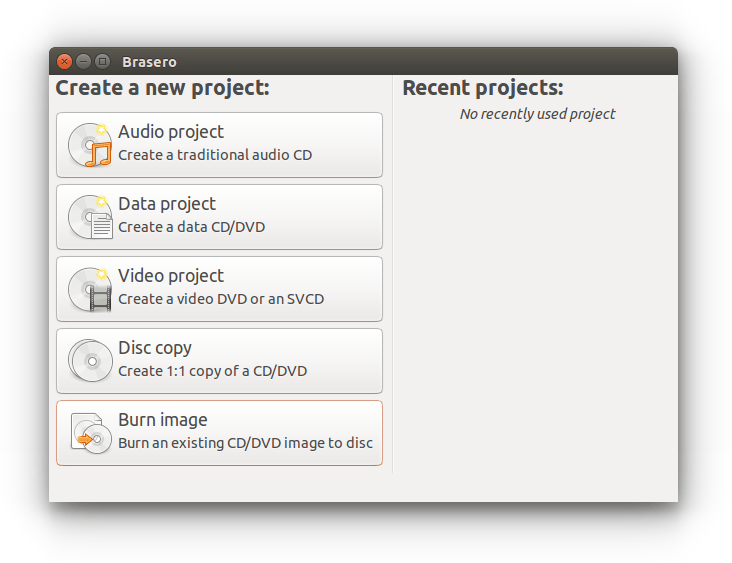 Brasero
Create a new project:
Audio project
Create a traditional audio CD
Data project
Create a data CD/DVD
Video project
Create a video DVD or an SVCD
Disc copy
Create 1:1 copy of a CD/DVD
Burn image
Burn an existing CD/DVD image to disc
Recent projects:
No recently used project